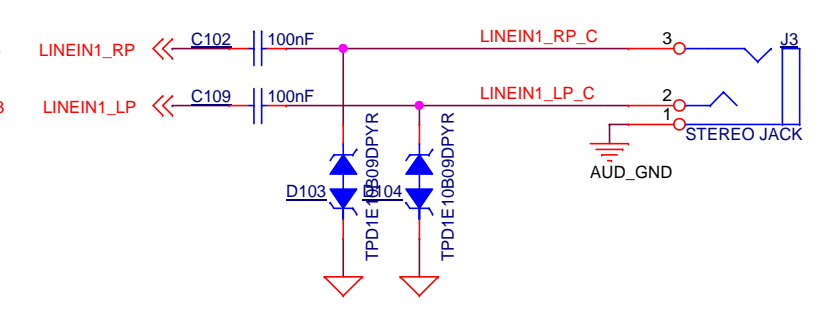 LINEIN1_RP C102 100nF LINEIN1_RP_C 3 J3
LINEIN1_LP C109 100nF LINEIN1_LP_C 2
1
STEREO JACK
AUD_GND
D103 TPD1E10B09DPYR D104 TPD1E10B09DPYR